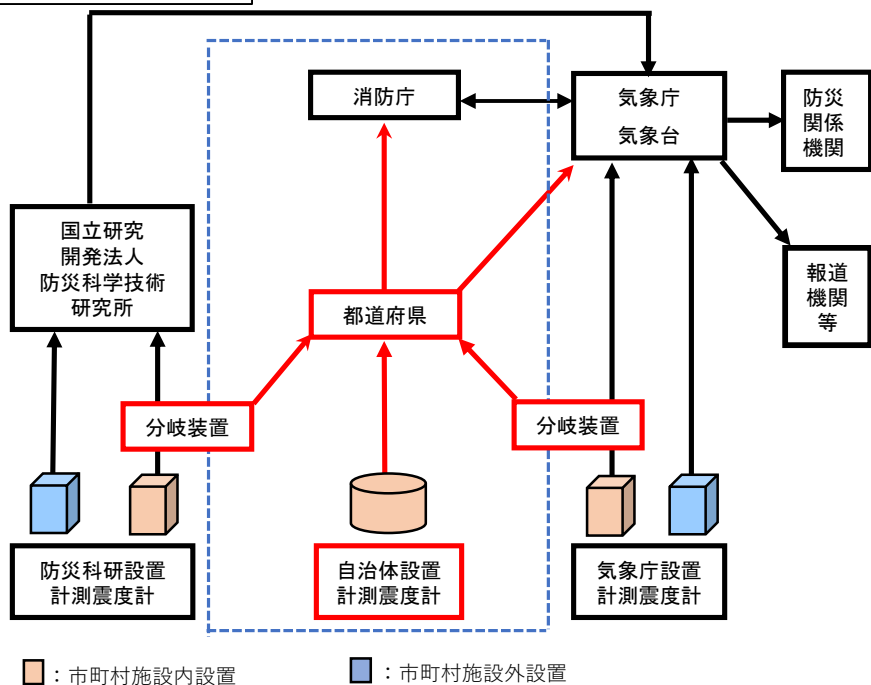 消防庁
気象庁
気象台
防災
関係
機関
国立研究
開発法人
防災科学技術
研究所
都道府県
報道
機関
等
分岐装置
分岐装置
防災科研設置
計測震度計
自治体設置
計測震度計
気象庁設置
計測震度計
：市町村施設内設置
：市町村施設外設置